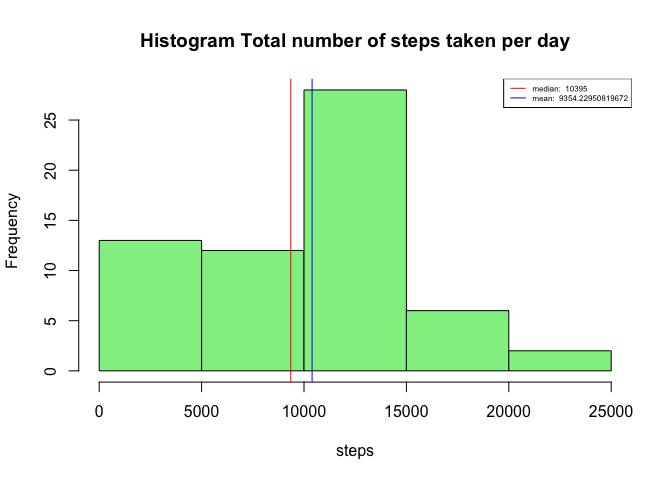 Histogram Total number of steps taken per day
median:  10395
mean:  9354.22950819672
Frequency
25
20
15
10
5
0
0 5000 10000 15000 20000 25000
steps